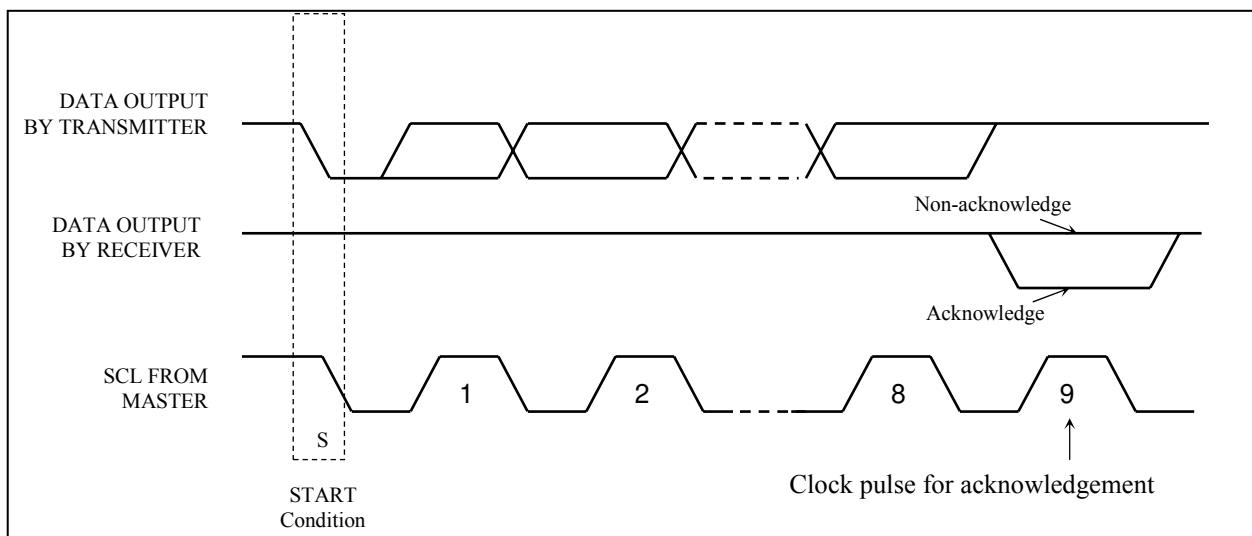 DATA OUTPUT
BY TRANSMITTER
Non-acknowledge
DATA OUTPUT
BY RECEIVER
Acknowledge
SCL FROM
MASTER
1
2
8
9
S
START
Condition
Clock pulse for acknowledgement